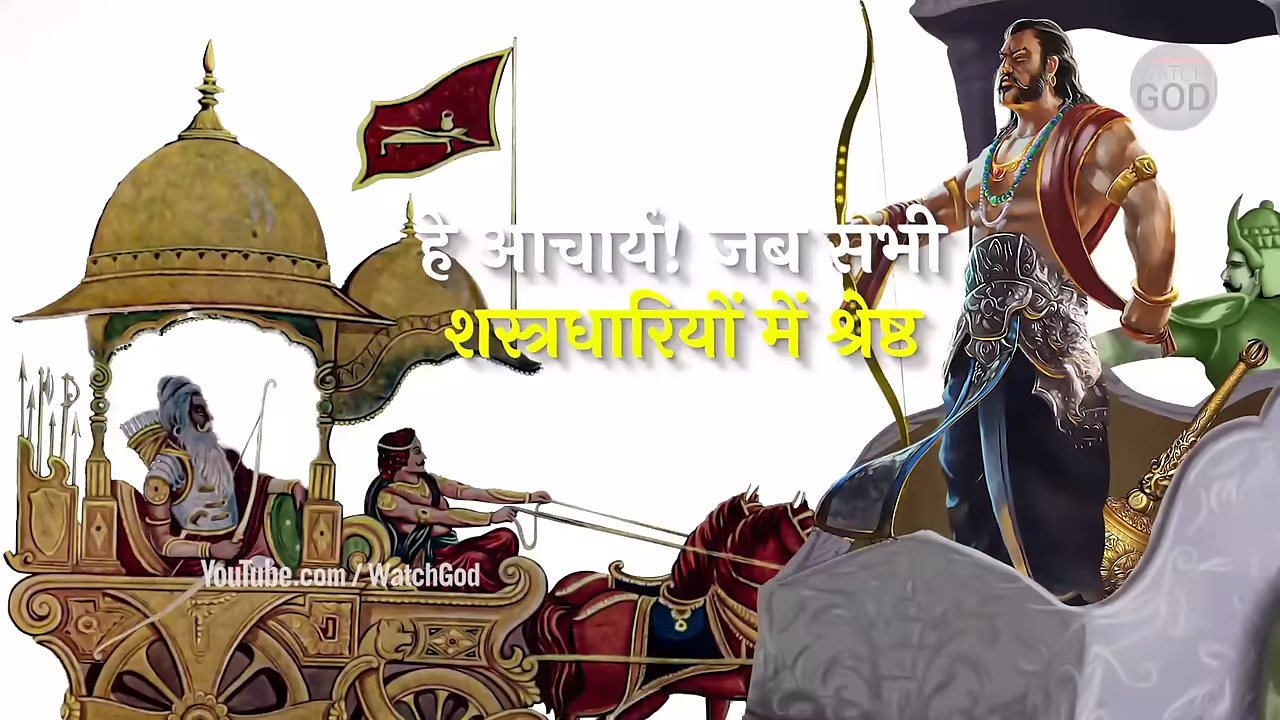 WATCH
GOD
हे आचार्य! जब सभी
शस्त्रधारियों में श्रेष्ठ
YouTube.com / WatchGod